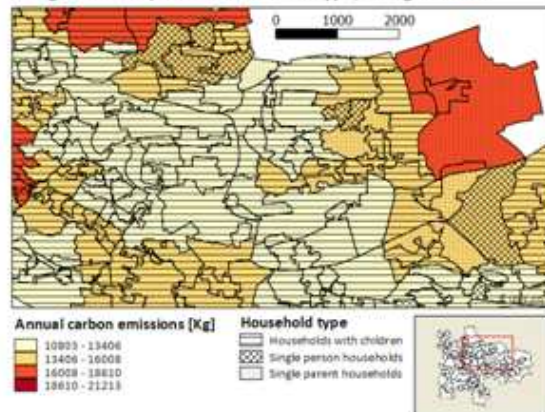 0 1000 2000
Annual carbon emissions [Kg]
10803 - 13406
13406 - 16008
16008 - 18610
18610 - 21213
Household type
Households with children
Single person households
Single parent households